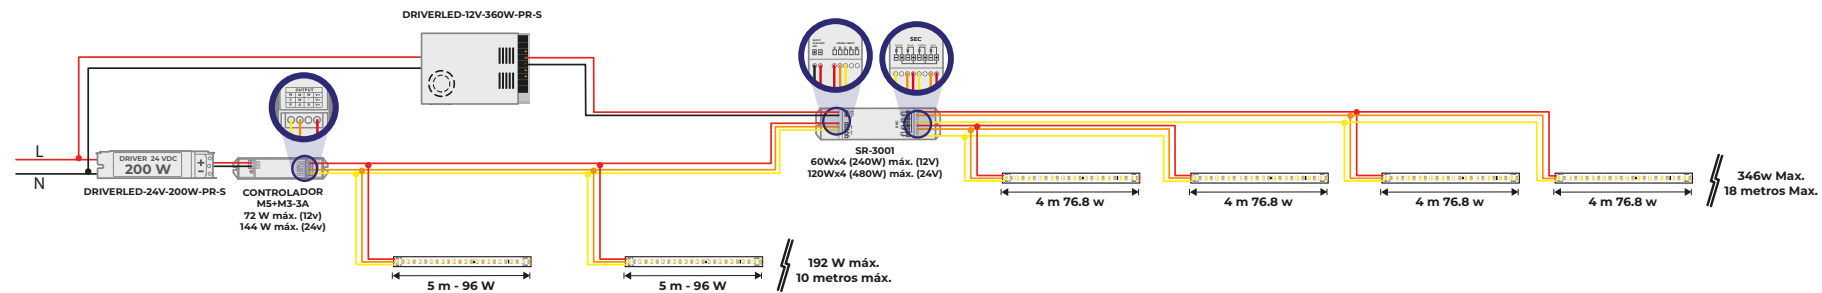 DRIVERLED-12V-360W-PR-S
L
N
DRIVER 24 VDC
200 W
+
-
DRIVERLED-24V-200W-PR-S
OUTPUT
CONTROLADOR
M5+M3-3A
72 W máx. (12v)
144 W máx. (24v)
5 m - 96 W
5 m - 96 W
192 W máx.
10 metros máx.
SEC
SR-3001
60Wx4 (240W) máx. (12V)
120Wx4 (480W) máx. (24V)
4 m 76.8 w
4 m 76.8 w
4 m 76.8 w
4 m 76.8 w
346w Max.
18 metros Max.